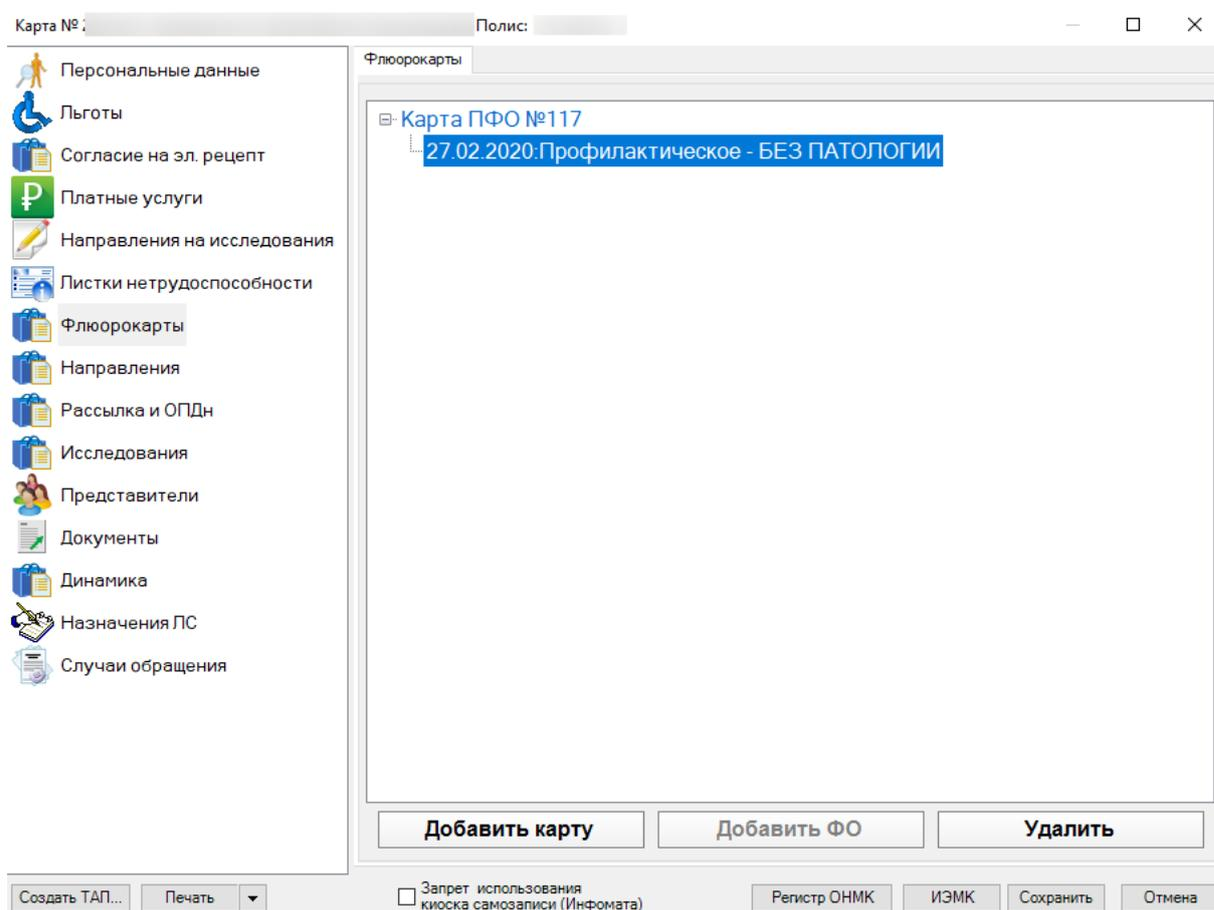 Карта №
Полис:
Персональные данные
Льготы
Согласие на эл. рецепт
Платные услуги
Направления на исследования
Листки нетрудоспособности
Флюорокарты
Направления
Рассылка и ОПДн
Исследования
Представители
Документы
Динамика
Назначения ЛС
Случаи обращения
Флюорокарты
Карта ПФО №117
27.02.2020:Профилактическое - БЕЗ ПАТОЛОГИИ
Добавить карту
Добавить ФО
Удалить
Создать ТАП...
Печать
Запрет использования
киоска самозаписи (Инфомата)
Регистр ОНМК
ИЭМК
Сохранить
Отмена